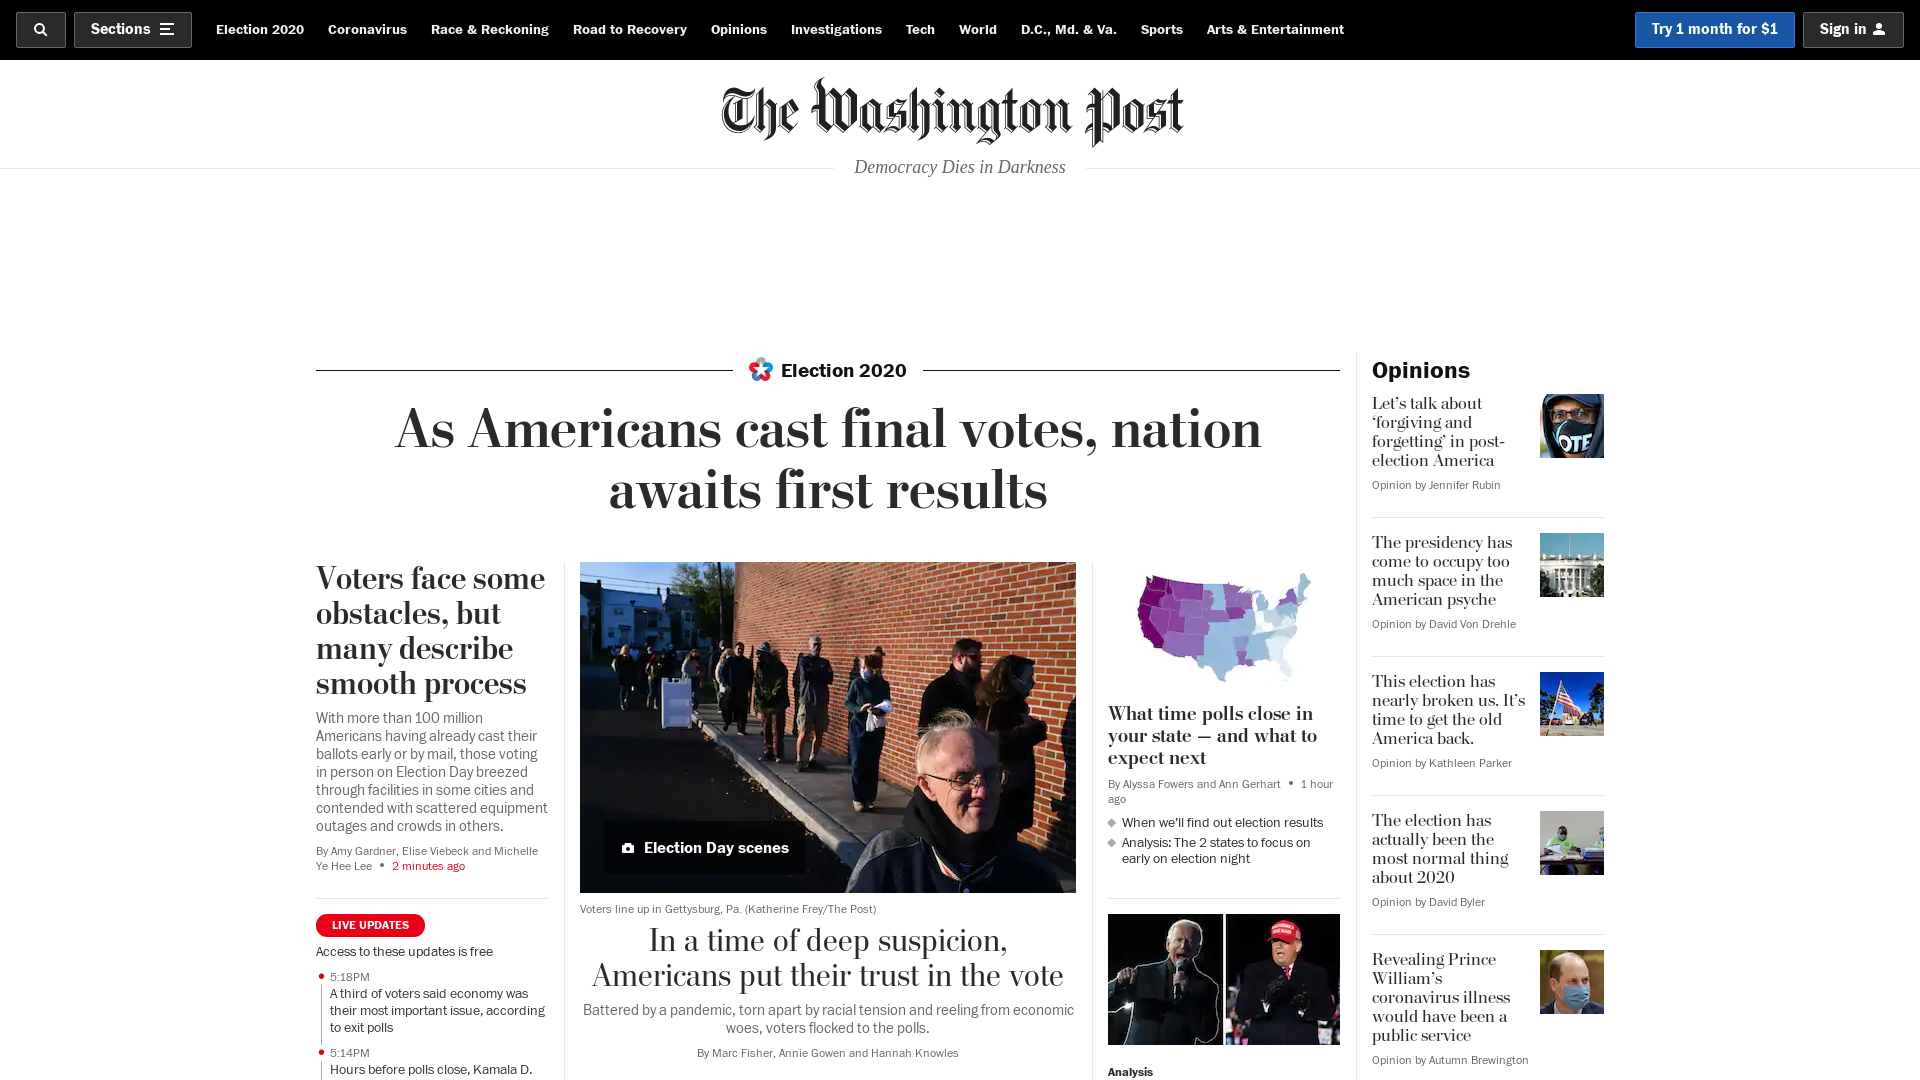 Sections
Election 2020
Coronavirus
Race & Reckoning
Road to Recovery
Opinions
Investigations
Tech
World
D.C., Md. & Va.
Sports
Arts & Entertainment
Try 1 month for $1
Sign in
The Washington Post
Democracy Dies in Darkness
Election 2020
As Americans cast final votes, nation
awaits first results
Voters face some
obstacles, but
many describe
smooth process
With more than 100 million
Americans having already cast their
ballots early or by mail, those voting
in person on Election Day breezed
through facilities in some cities and
contended with scattered equipment
outages and crowds in others.
By Amy Gardner, Elise Viebeck and Michelle
Ye Hee Lee • 2 minutes ago
LIVE UPDATES
Access to these updates is free
5:18PM
A third of voters said economy was
their most important issue, according
to exit polls
5:14PM
Hours before polls close, Kamala D.
Election Day scenes
Voters line up in Gettysburg, Pa. (Katherine Frey/The Post)
In a time of deep suspicion,
Americans put their trust in the vote
Battered by a pandemic, torn apart by racial tension and reeling from economic
woes, voters flocked to the polls.
By Marc Fisher, Annie Gowen and Hannah Knowles
What time polls close in
your state — and what to
expect next
By Alyssa Fowers and Ann Gerhart • 1 hour
ago
When we'll find out election results
Analysis: The 2 states to focus on
early on election night
Analysis
Opinions
Let’s talk about
‘forgiving and
forgetting’ in post-
election America
Opinion by Jennifer Rubin
OTE
The presidency has
come to occupy too
much space in the
American psyche
Opinion by David Von Drehle
This election has
nearly broken us. It’s
time to get the old
America back.
Opinion by Kathleen Parker
The election has
actually been the
most normal thing
about 2020
Opinion by David Byler
Revealing Prince
William’s
coronavirus illness
would have been a
public service
Opinion by Autumn Brewington